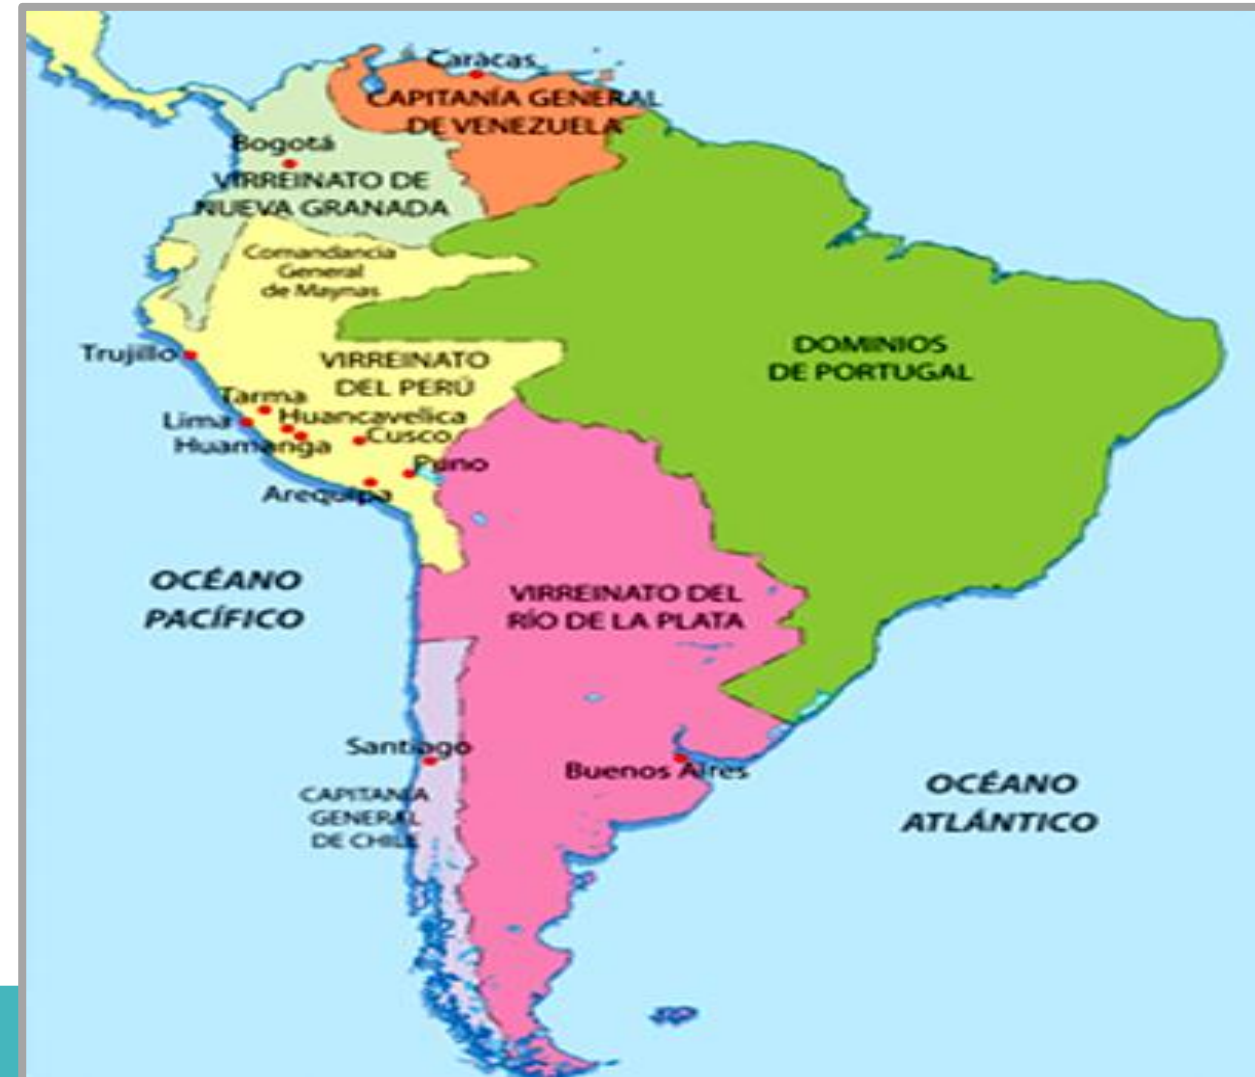 Caracas
CAPITANÍA GENERAL
DE VENEZUELA
Bogotá
VIRREINATO DE
NUEVA GRANADA
Comandancia
General
de Maynas
DOMINIOS
DE PORTUGAL
Trujillo
VIRREINATO
DEL PERÚ
Tarma
Lima
Huancavelica
Huamanga
Cusco
Puno
Arequipa
OCÉANO
PACÍFICO
VIRREINATO DEL
RÍO DE LA PLATA
Santiago
Buenos Aires
CAPITANÍA
GENERAL
DE CHILE
OCÉANO
ATLÁNTICO